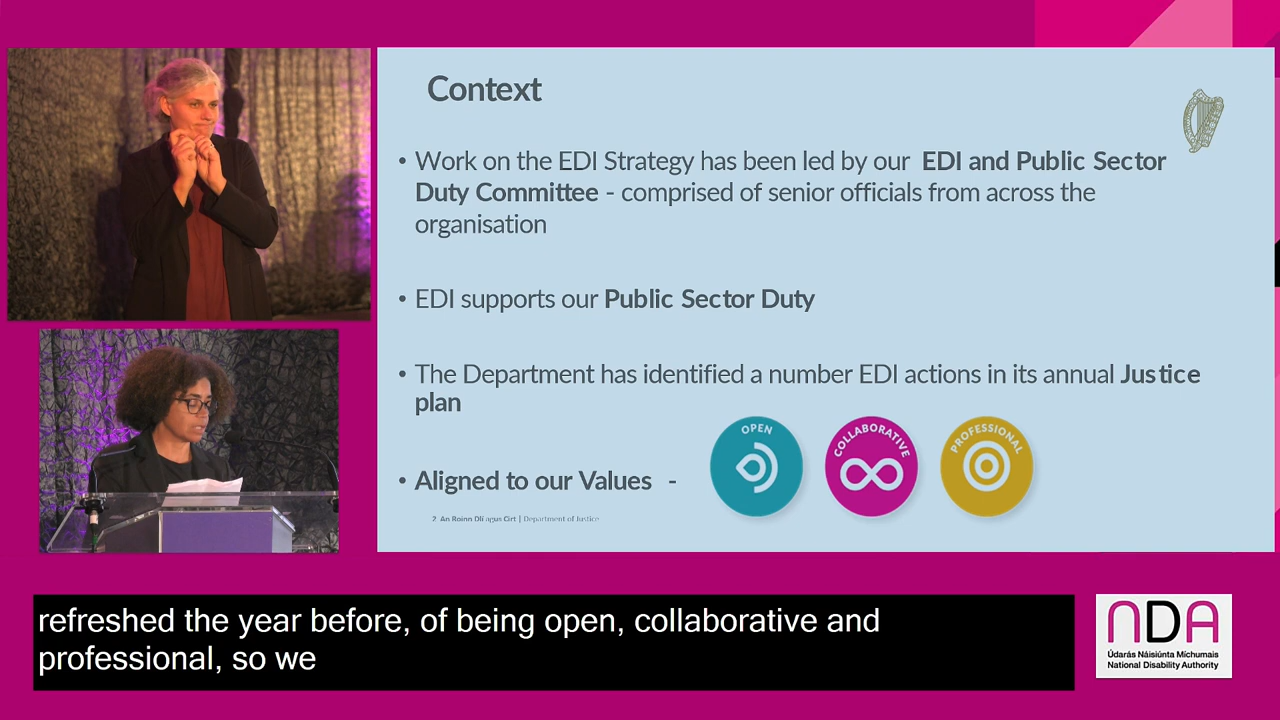 Context
• Work on the EDI Strategy has been led by our EDI and Public Sector
Duty Committee - comprised of senior officials from across the
organisation
• EDI supports our Public Sector Duty
• The Department has identified a number EDI actions in its annual Justice
plan
• Aligned to our Values -
OPEN
COLLABORATIVE
PROFESSIONAL
2 An Roinn Dlí agus Cirt | Department of Justice
refreshed the year before, of being open, collaborative and
professional, so we
NDA
Údarás Náisiúnta Míchumais
National Disability Authority